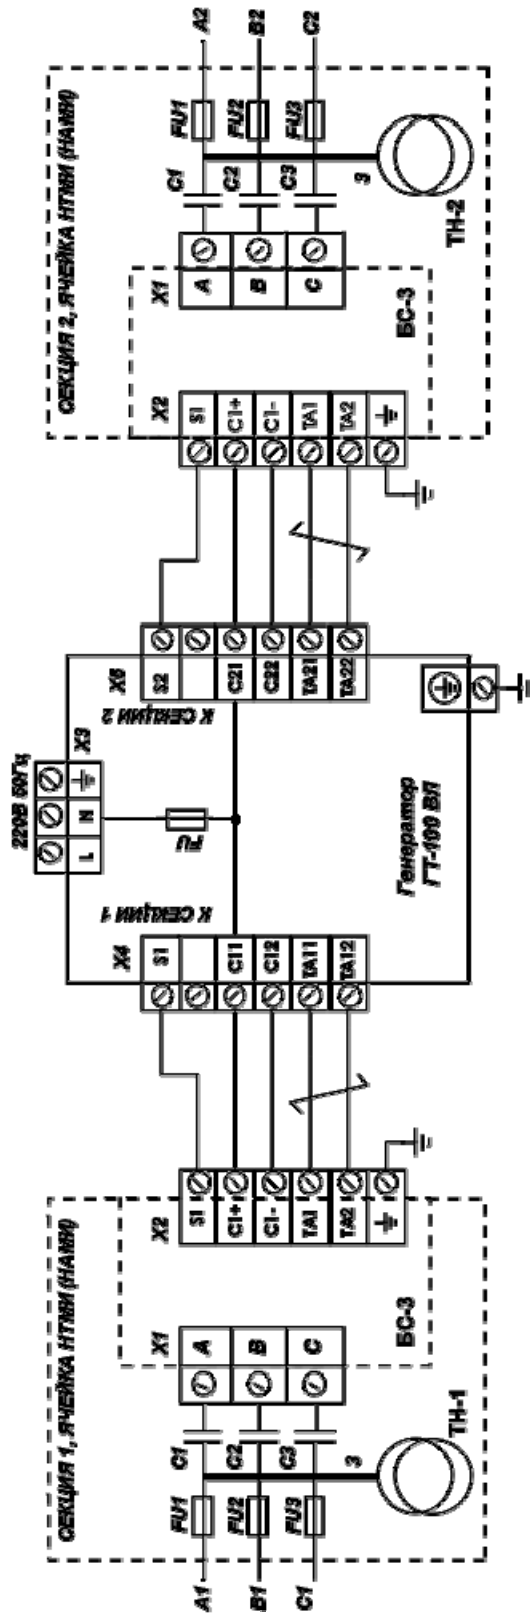 СЕКЦИЯ 1, ЯЧЕЙКА НТМИ (НАМИ)
A1
B1
C1
FU1
FU2
FU3
C1
C2
C3
3
ТН-1
X1
A
B
C
БС-3
X2
S1
C1+
C1-
TA1
TA2
X4
S1
C11
C12
TA11
TA12
К СЕКЦИИ 1
220В 50Гц
L
N
X3
FU
Генератор
ГТ-100 ВЛ
К СЕКЦИИ 2
S2
C21
C22
TA21
TA22
СЕКЦИЯ 2, ЯЧЕЙКА НТМИ (НАМИ)
X2
S1
C1+
C1-
TA1
TA2
БС-3
X1
A
B
C
C1
C2
C3
3
ТН-2
FU1
FU2
FU3
A2
B2
C2